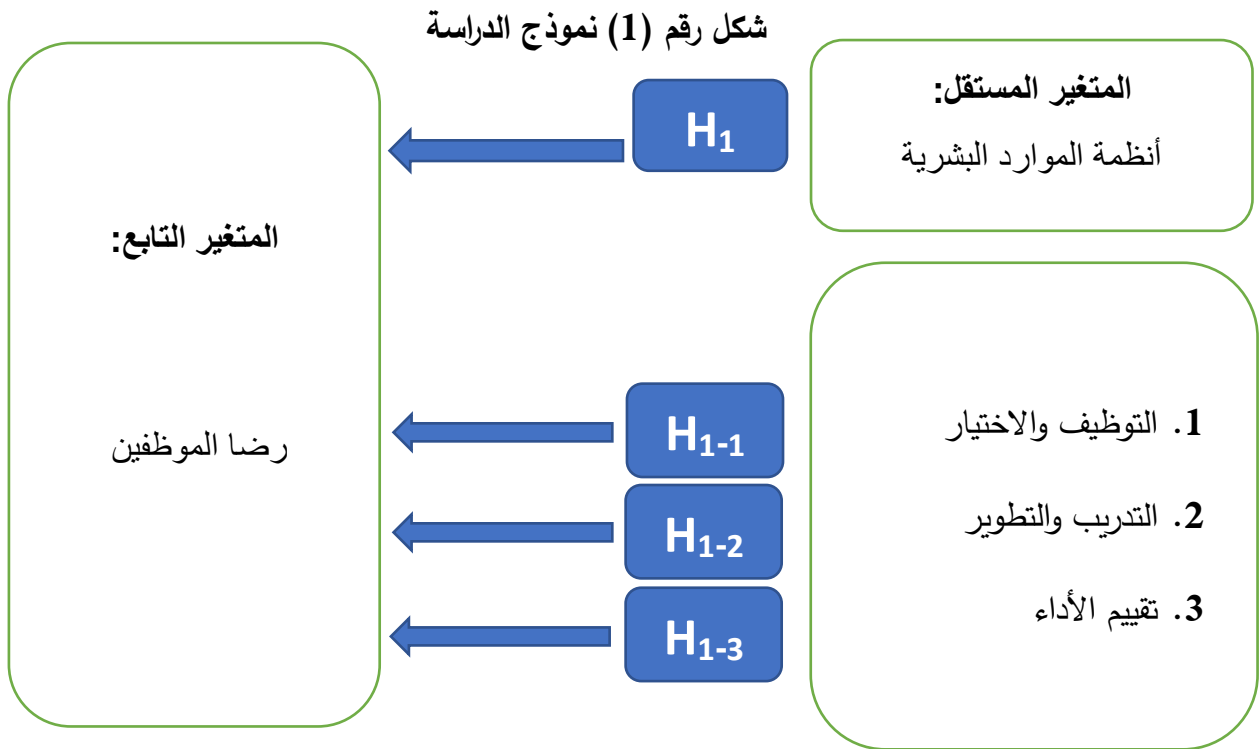 شكل رقم (1) نموذج الدراسة
المتغير المستقل:
أنظمة الموارد البشرية
H₁
المتغير التابع:
رضا الموظفين
1. التوظيف والاختيار
2. التدريب والتطوير
3. تقييم الأداء
H₁₋₁
H₁₋₂
H₁₋₃